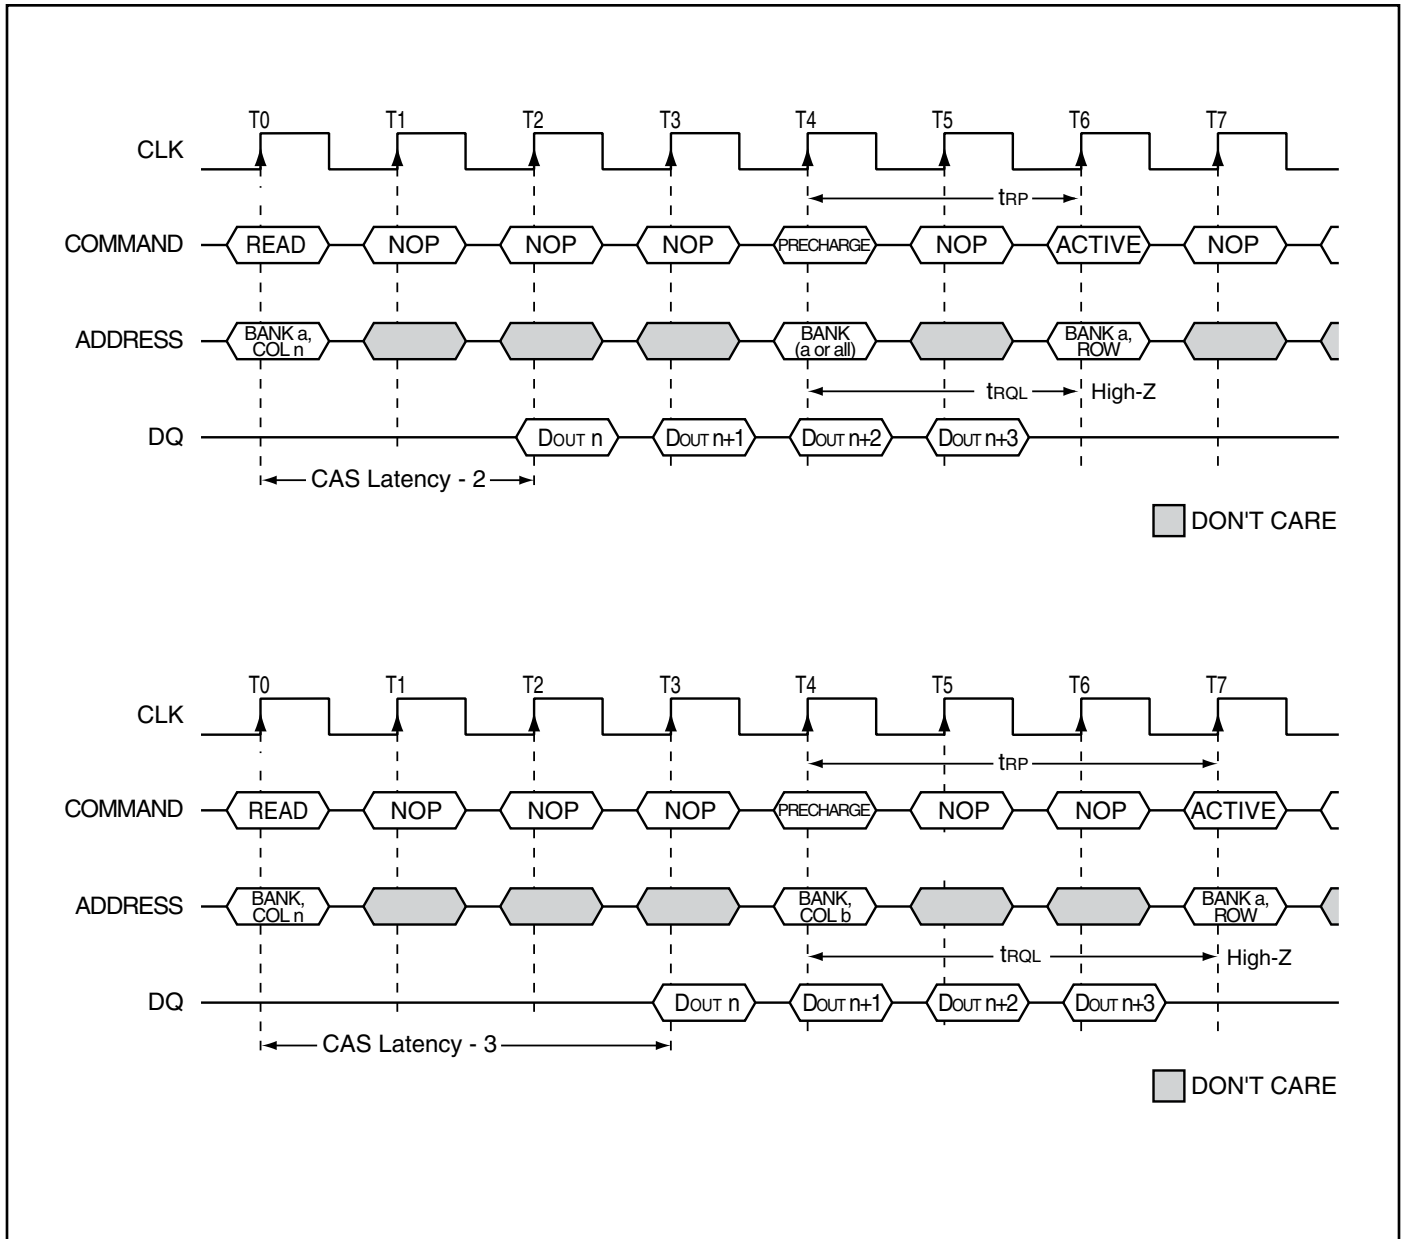 T0 T1 T2 T3 T4 T5 T6 T7
CLK
tRP
COMMAND READ NOP NOP NOP PRECHARGE NOP ACTIVE NOP
ADDRESS BANK a, COL n BANK (a or all) BANK a, ROW
tRQL High-Z
DQ DOUT n DOUT n+1 DOUT n+2 DOUT n+3
CAS Latency - 2
DON'T CARE
T0 T1 T2 T3 T4 T5 T6 T7
CLK
tRP
COMMAND READ NOP NOP NOP PRECHARGE NOP NOP ACTIVE
ADDRESS BANK, COL n BANK, COL b BANK a, ROW
tRQL High-Z
DQ DOUT n DOUT n+1 DOUT n+2 DOUT n+3
CAS Latency - 3
DON'T CARE